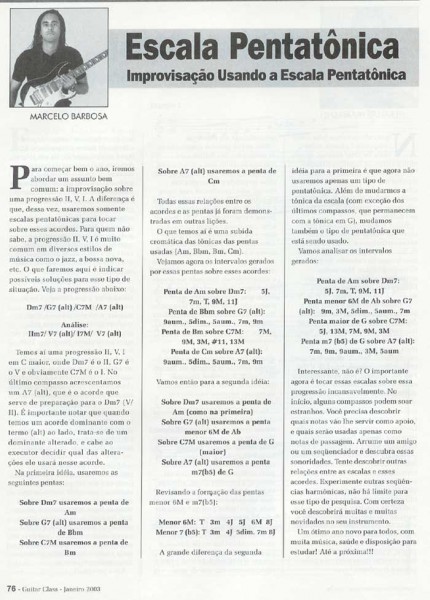 Escala Pentatônica
Improvisação Usando a Escala Pentatônica
MARCELO BARBOSA
Para começar bem o ano, iremos
abordar um assunto bem
comum: a improvisação sobre
uma progressão II, V, I. A diferença é
que, dessa vez, usaremos somente
escalas pentatônicas para tocar
sobre esses acordes. Para quem não
sabe, a progressão II, V, I é muito
comum em diversos estilos de
música como o jazz, a bossa nova,
etc. O que faremos aqui é indicar
possíveis soluções para esse tipo de
situação. Veja a progressão abaixo:
Dm7 /G7 (alt) /C7M /A7 (alt)
Análise:
IIm7/ V7 (alt)/ I7M/ V7 (alt)
Temos aí uma progressão II, V, I
em C maior, onde Dm7 é o II, G7 é
o V e obviamente C7M é o I. No
último compasso acrescentamos
um A7 (alt), que é o acorde que
serve de preparação para o Dm7 (V/
II). É importante notar que quando
temos um acorde dominante com o
termo (alt) ao lado, trata-se de um
dominante alterado, e cabe ao
executor decidir qual das altera-
ções ele usará nesse acorde.
Na primeira idéia, usaremos as
seguintes pentas:
Sobre Dm7 usaremos a penta de
Am
Sobre G7 (alt) usaremos a penta
de Bbm
Sobre C7M usaremos a penta de
Bm
Sobre A7 (alt) usaremos a penta de
Cm
Todas essas relações entre os
acordes e as pentas já foram demons-
tradas em outras lições.
O que temos aí é uma subida
cromática das tônicas das pentas
usadas (Am, Bbm, Bm, Cm).
Vejamos agora os intervalos gerados
por essas pentas sobre esses acordes:
Penta de Am sobre Dm7: 5J,
7m, T, 9M, 11J
Penta de Bbm sobre G7 (alt):
9aum., 5dim., 5aum., 7m, 9m
Penta de Bm sobre C7M: 7M,
9M, 3M, #11, 13M
Penta de Cm sobre A7 (alt):
9aum., 5dim., 5aum., 7m, 9m
Vamos então para a segunda idéia:
Sobre Dm7 usaremos a penta de
Am (como na primeira)
Sobre G7 (alt) usaremos a penta
menor 6M de Ab
Sobre C7M usaremos a penta de G
(maior)
Sobre A7 (alt) usaremos a penta
m7(b5) de G
Revisando a formação das pentas
menor 6M e m7(b5):
Menor 6M: T 3m 4J 5J 6M 8J
Menor 7 (b5): T 3m 4J 5dim. 7m 8J
A grande diferença da segunda
idéia para a primeira é que agora não
usaremos apenas um tipo de
pentatônica. Além de mudarmos a
tônica da escala (com exceção dos
últimos compassos, que permanecem
com a tônica em G), mudamos
também o tipo de pentatônica que
está sendo usado.
Vamos analisar os intervalos
gerados:
Penta de Am sobre Dm7:
5J, 7m, T, 9M, 11J
Penta menor 6M de Ab sobre G7
(alt): 9m, 3M, 5dim., 5aum., 7m
Penta maior de G sobre C7M:
5J, 13M, 7M, 9M, 3M
Penta m7 (b5) de G sobre A7 (alt):
7m, 9m, 9aum., 3M, 5aum
Interessante, não é? O importante
agora é tocar essas escalas sobre essa
progressão incansavelmente. No
início, alguns compassos podem soar
estranhos. Você precisa descobrir
quais notas vão lhe servir como apoio,
e quais serão usadas apenas como
notas de passagem. Arrume um amigo
ou um seqüenciador e descubra essas
sonoridades. Tente descobrir outras
relações entre as escalas e esses
acordes. Experimente outras seqüên-
cias harmônicas, não há limite para
esse tipo de pesquisa. Com certeza
você descobrirá muitas e muitas
novidades no seu instrumento.
Um ótimo ano novo para todos, com
muita música, saúde e disposição para
estudar! Até a próxima!!!
76 - Guitar Class - Janeiro 2003